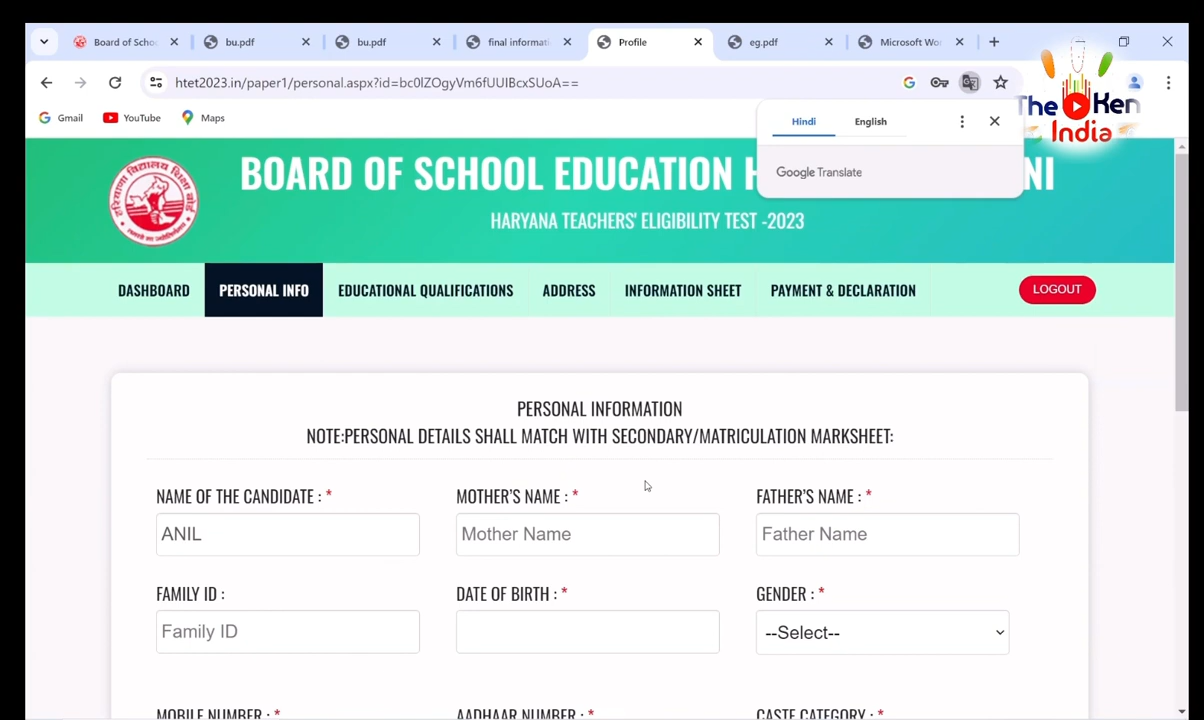 Board of Schoo
bu.pdf
bu.pdf
final informati
Profile
eg.pdf
Microsoft Wor
htet2023.in/paper1/personal.aspx?id=bc0lZOgyVm6fUUIBcxSUoA==
Gmail
YouTube
Maps
Hindi
English
Google Translate
The Ken
India
BOARD OF SCHOOL EDUCATION H NI
HARYANA TEACHERS' ELIGIBILITY TEST -2023
DASHBOARD
PERSONAL INFO
EDUCATIONAL QUALIFICATIONS
ADDRESS
INFORMATION SHEET
PAYMENT & DECLARATION
LOGOUT
PERSONAL INFORMATION
NOTE:PERSONAL DETAILS SHALL MATCH WITH SECONDARY/MATRICULATION MARKSHEET:
NAME OF THE CANDIDATE : *
MOTHER'S NAME : *
FATHER'S NAME : *
ANIL
Mother Name
Father Name
FAMILY ID :
DATE OF BIRTH : *
GENDER : *
Family ID
--Select--
MOBILE NUMBER : *
AADHAAR NUMBER : *
CASTE CATEGORY : *